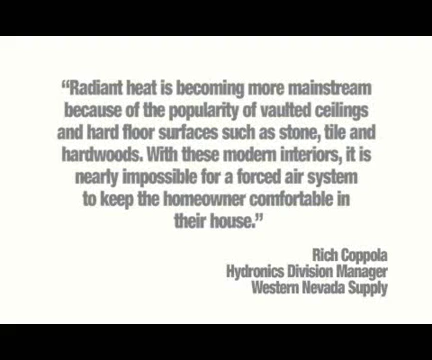 “Radiant heat is becoming more mainstream
because of the popularity of vaulted ceilings
and hard floor surfaces such as stone, tile and
hardwoods. With these modern interiors, it is
nearly impossible for a forced air system
to keep the homeowner comfortable in
their house.”
Rich Coppola
Hydronics Division Manager
Western Nevada Supply